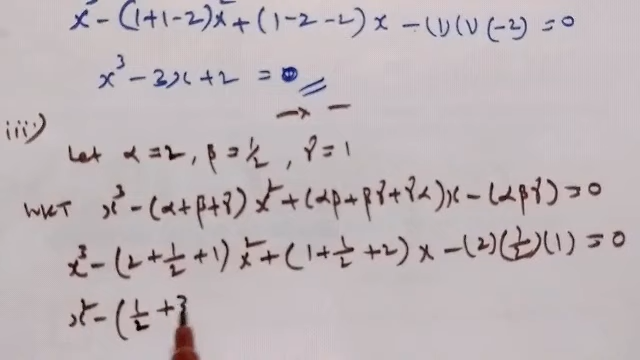 x³ - (1+1-2)x² + (1-2-2)x - (1)(1)(-2) = 0
x³ - 3x + 2 = 0
iii)
Let α = 2, β = 1/2, γ = 1
WKT x³ - (α+β+γ)x² + (αβ+βγ+γα)x - (αβγ) = 0
x³ - (2 + 1/2 + 1)x² + (1 + 1/2 + 2)x - (2)(1/2)(1) = 0
x² - (1/2 + 3